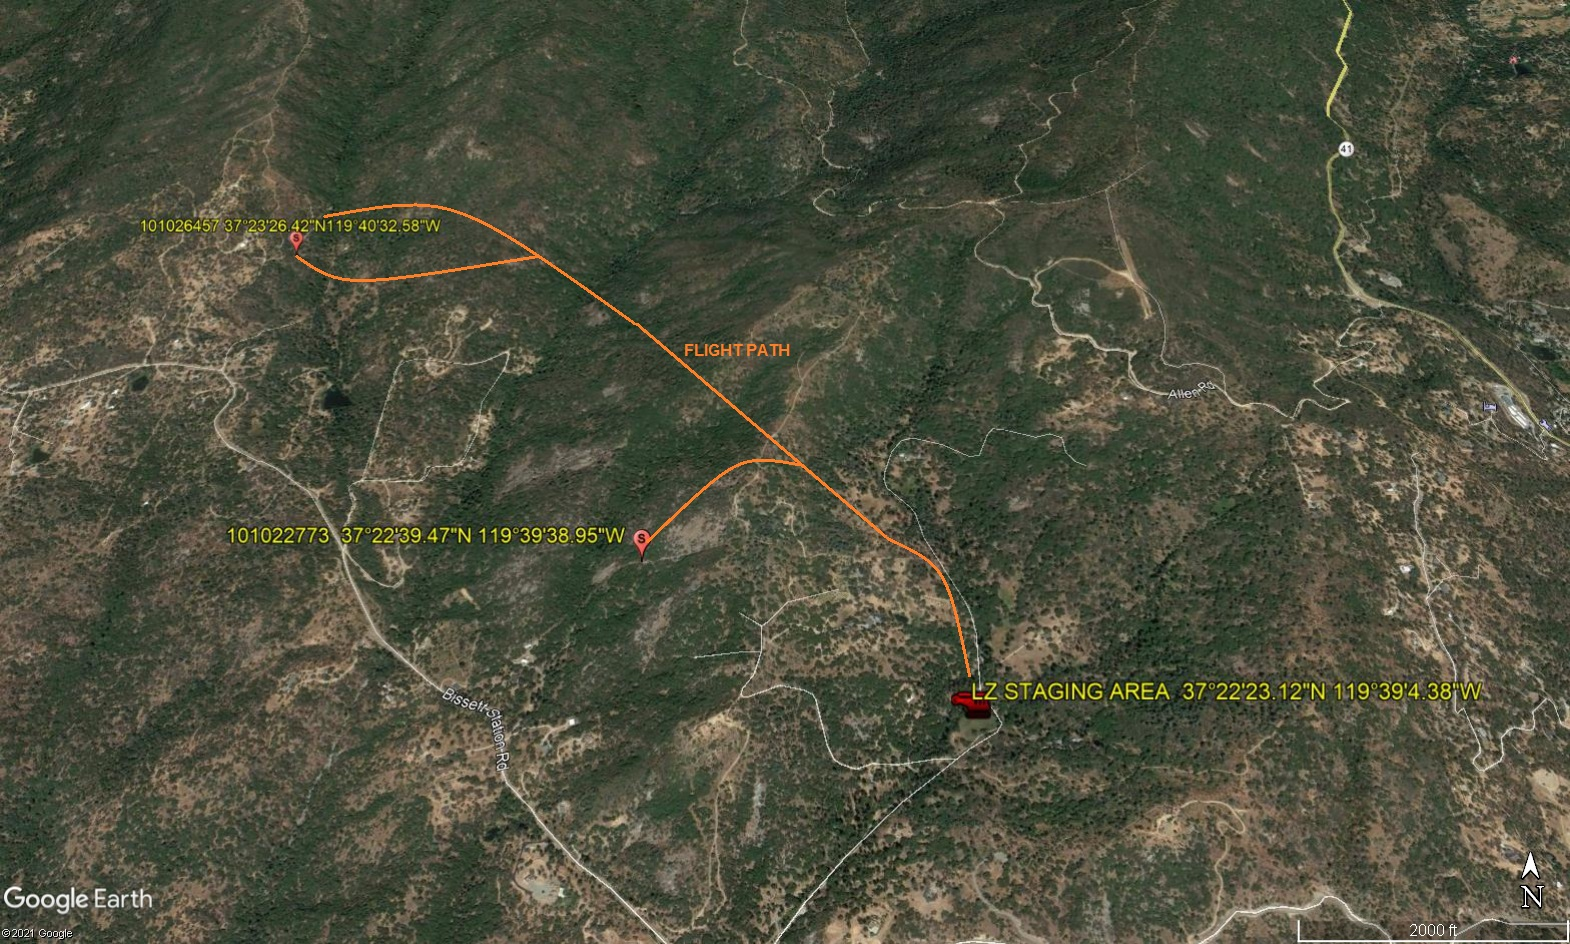 41
101026457 37°23'26.42"N119°40'32.58"W
S
FLIGHT PATH
Allen Rd
101022773 37°22'39.47"N 119°39'38.95"W
S
LZ STAGING AREA 37°22'23.12"N 119°39'4.38"W
Bissett Station Rd
N
Google Earth
©2021 Google
2000 ft